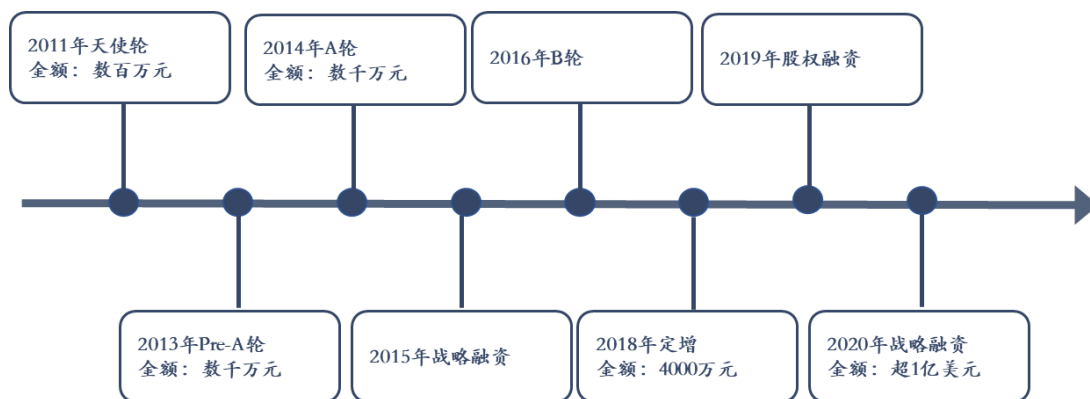 2011年天使轮
金额：数百万元
2014年A轮
金额：数千万元
2016年B轮
2019年股权融资
2013年Pre-A轮
金额：数千万元
2015年战略融资
2018年定增
金额：4000万元
2020年战略融资
金额：超1亿美元